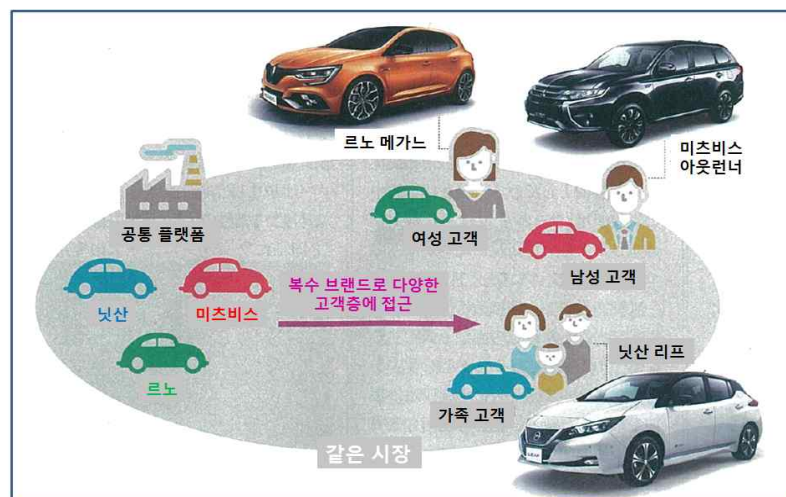 르노 메가느
미츠비스
아웃런너
공통 플랫폼
여성 고객
남성 고객
닛산
미츠비스
복수 브랜드로 다양한
고객층에 접근
르노
닛산 리프
가족 고객
같은 시장